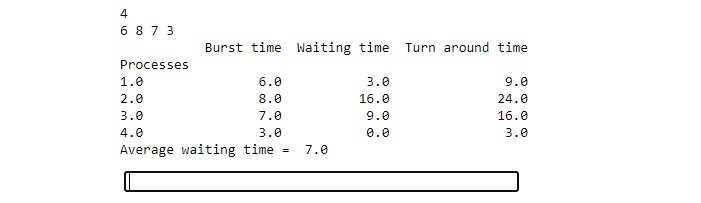 4
6 8 7 3
Burst time Waiting time Turn around time
Processes
1.0 6.0 3.0 9.0
2.0 8.0 16.0 24.0
3.0 7.0 9.0 16.0
4.0 3.0 0.0 3.0
Average waiting time = 7.0